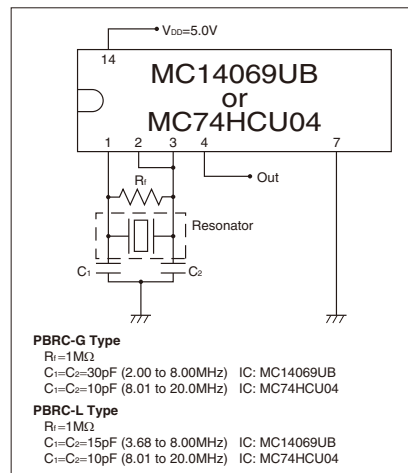 VDD=5.0V
14
MC14069UB
or
MC74HCU04
1 2 3 4 7
Rf
Out
Resonator
C1 C2
PBRC-G Type
Rf=1MΩ
C1=C2=30pF (2.00 to 8.00MHz) IC: MC14069UB
C1=C2=10pF (8.01 to 20.0MHz) IC: MC74HCU04
PBRC-L Type
Rf=1MΩ
C1=C2=15pF (3.68 to 8.00MHz) IC: MC14069UB
C1=C2=10pF (8.01 to 20.0MHz) IC: MC74HCU04